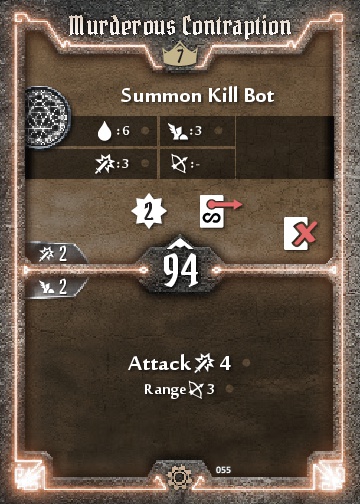 Murderous Contraption
7
Summon Kill Bot
:6 :3
:3 :-
2 S
2
94
2
Attack 4
Range 3
055